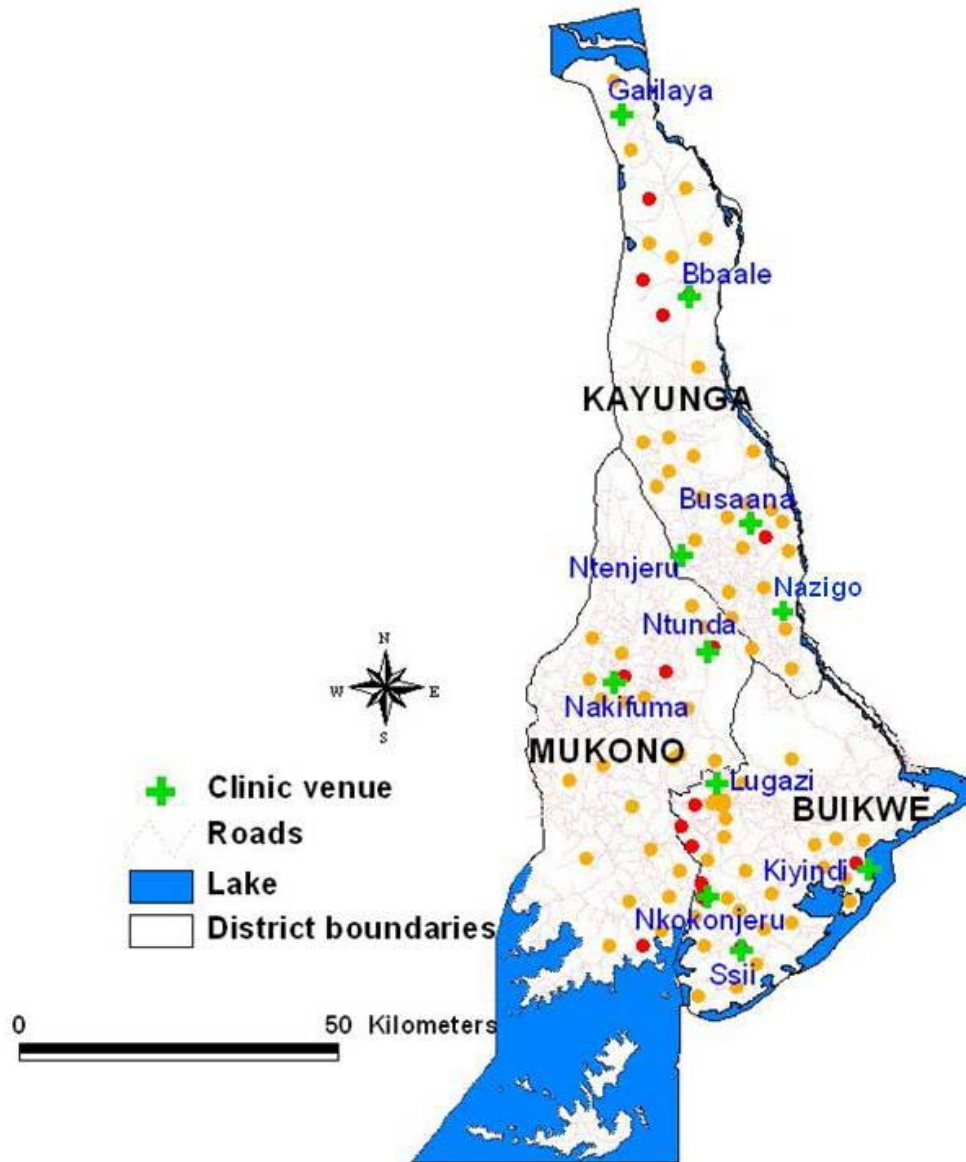 Galilaya
Bbaale
KAYUNGA
Busaana
Ntenjeru
Nazigo
Ntunda
N
W E
S
Nakifuma
MUKONO
Clinic venue
Lugazi
Roads
BUIKWE
Lake
Kiyindi
District boundaries
Nkokonjeru
Ssii
0 50 Kilometers